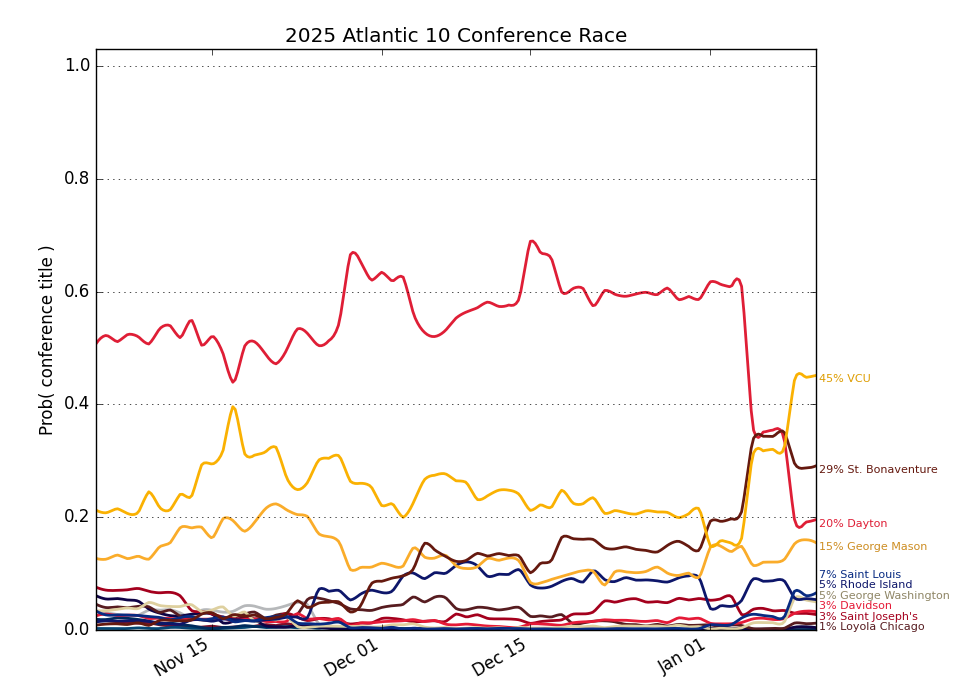 2025 Atlantic 10 Conference Race
Prob( conference title )
1.0
0.8
0.6
0.4
0.2
0.0
Nov 15
Dec 01
Dec 15
Jan 01
45% VCU
29% St. Bonaventure
20% Dayton
15% George Mason
7% Saint Louis
5% Rhode Island
5% George Washington
3% Davidson
3% Saint Joseph's
1% Loyola Chicago